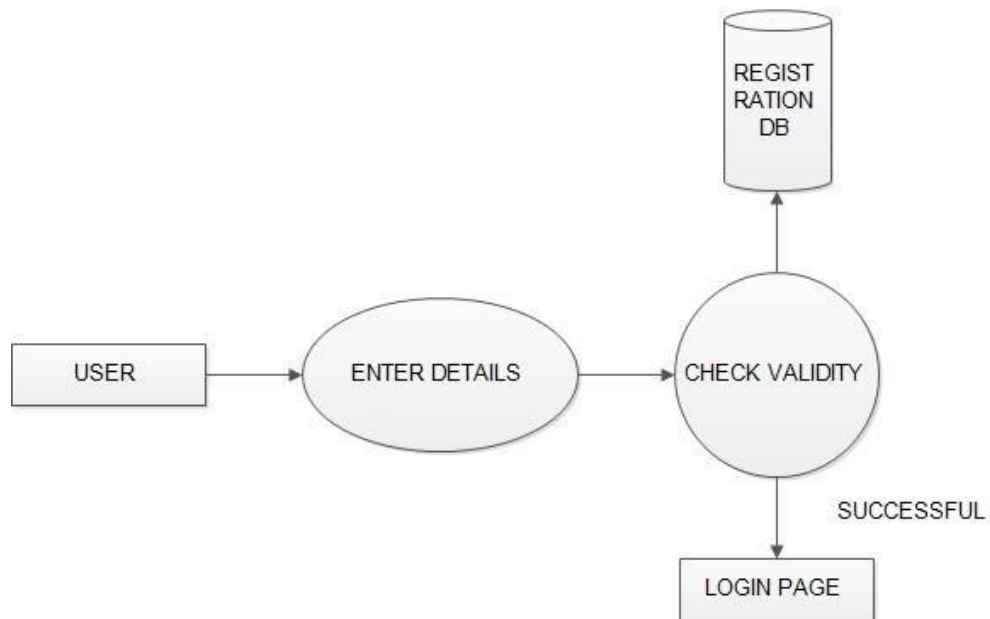 REGIST
RATION
DB
USER
ENTER DETAILS
CHECK VALIDITY
SUCCESSFUL
LOGIN PAGE